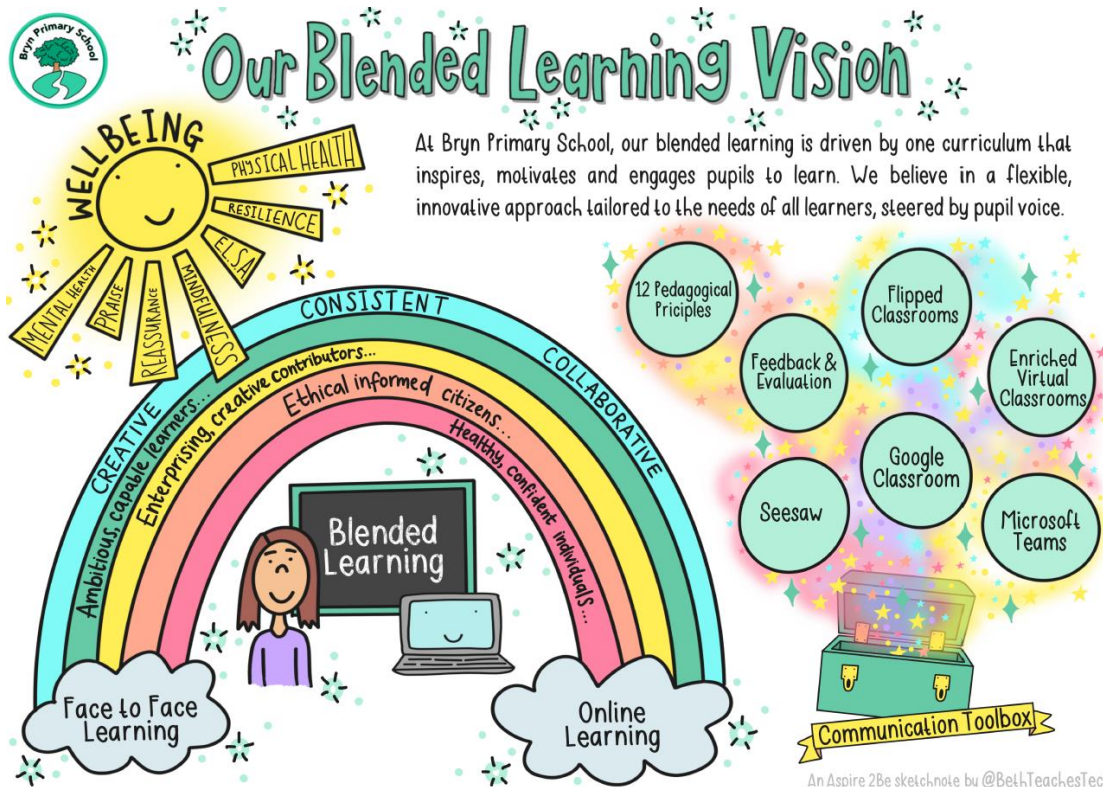 Bryn Primary School
Our Blended Learning Vision
At Bryn Primary School, our blended learning is driven by one curriculum that
inspires, motivates and engages pupils to learn. We believe in a flexible,
innovative approach tailored to the needs of all learners, steered by pupil voice.
WELLBEING
PHYSICAL HEALTH
RESILIENCE
ELSA
MINDFULNESS
REASSURANCE
PRAISE
MENTAL HEALTH
CREATIVE
CONSISTENT
COLLABORATIVE
Ambitious, capable learners...
Enterprising, creative contributors...
Ethical informed citizens...
Healthy, confident individuals...
Blended
Learning
Face to Face
Learning
Online
Learning
12 Pedagogical
Priciples
Feedback &
Evaluation
Flipped
Classrooms
Enriched
Virtual
Classrooms
Seesaw
Google
Classroom
Microsoft
Teams
Communication Toolbox
An Aspire 2Be sketchnote by @BethTeachesTec